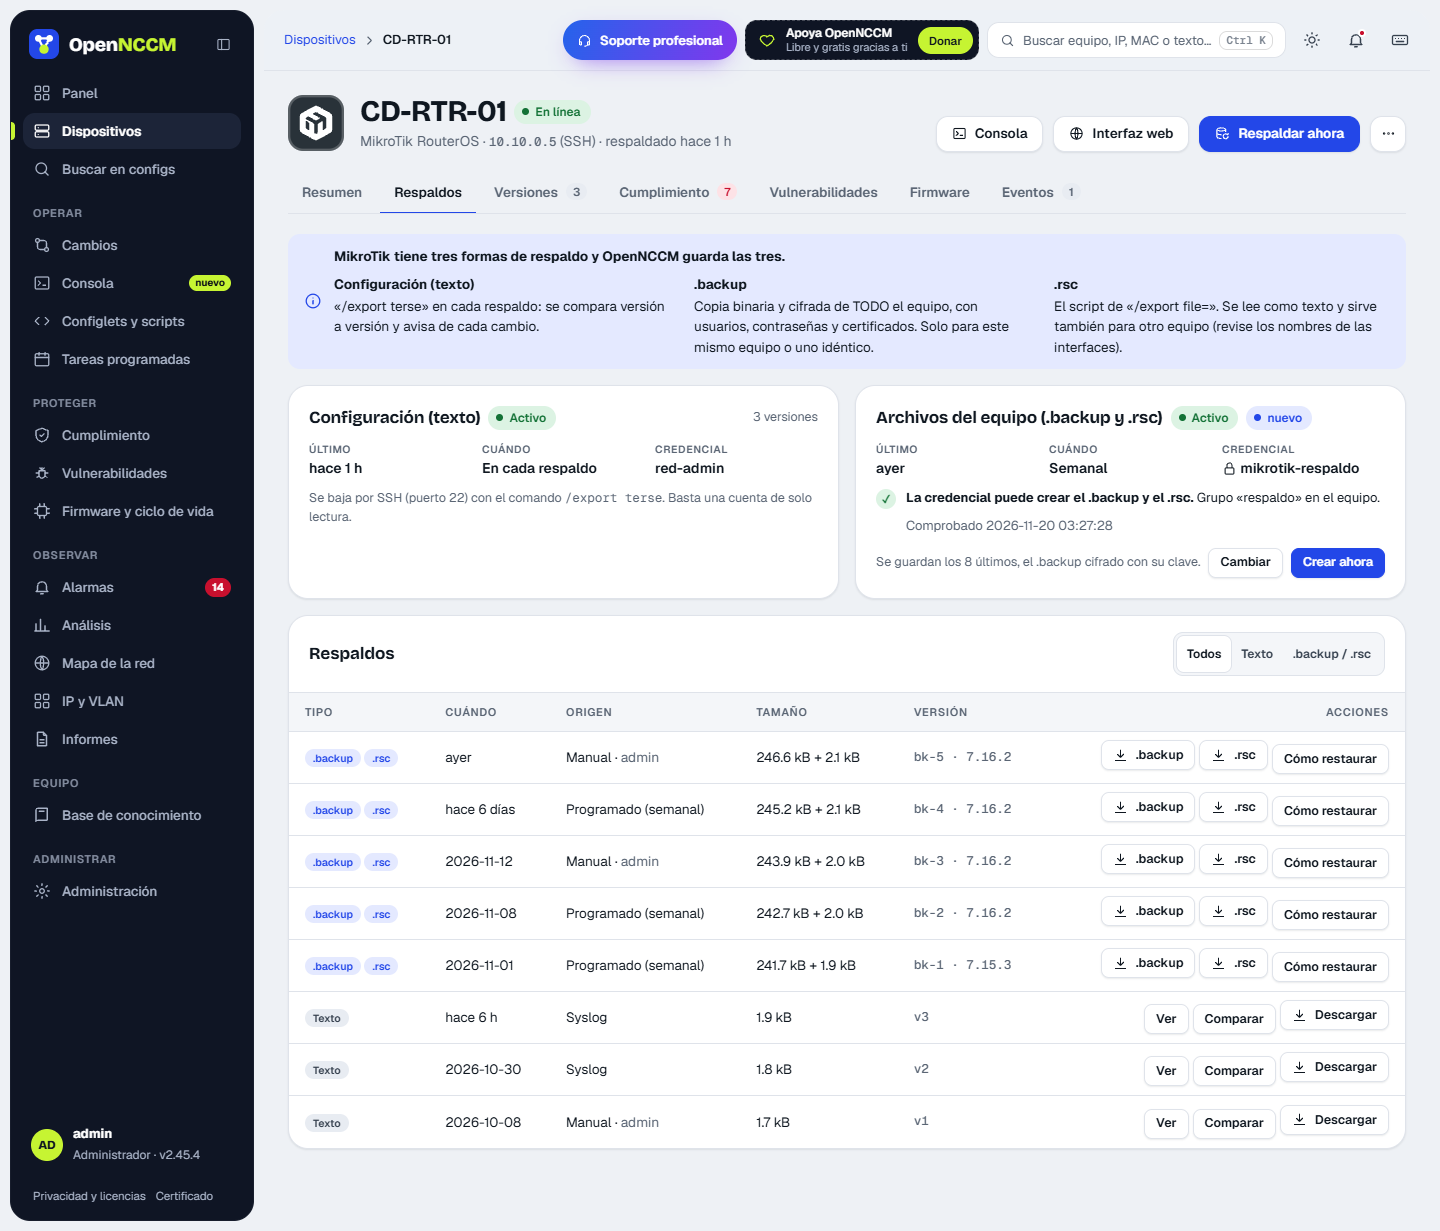 OpenNCCM
Panel
Dispositivos
Buscar en configs
OPERAR
Cambios
Consola nuevo
Configlets y scripts
Tareas programadas
PROTEGER
Cumplimiento
Vulnerabilidades
Firmware y ciclo de vida
OBSERVAR
Alarmas 14
Análisis
Mapa de la red
IP y VLAN
Informes
EQUIPO
Base de conocimiento
ADMINISTRAR
Administración
AD admin
Administrador · v2.45.4
Privacidad y licencias Certificado
Dispositivos > CD-RTR-01
Soporte profesional
Apoya OpenNCCM
Libre y gratis gracias a ti
Donar
Buscar equipo, IP, MAC o texto... Ctrl K
CD-RTR-01 En línea
MikroTik RouterOS · 10.10.0.5 (SSH) · respaldado hace 1 h
Consola Interfaz web Respaldar ahora ...
Resumen Respaldos Versiones 3 Cumplimiento 7 Vulnerabilidades Firmware Eventos 1
MikroTik tiene tres formas de respaldo y OpenNCCM guarda las tres.
Configuración (texto)
«/export terse» en cada respaldo: se compara versión
a versión y avisa de cada cambio.
.backup
Copia binaria y cifrada de TODO el equipo, con
usuarios, contraseñas y certificados. Solo para este
mismo equipo o uno idéntico.
.rsc
El script de «/export file=». Se lee como texto y sirve
también para otro equipo (revise los nombres de las
interfaces).
Configuración (texto) Activo 3 versiones
ÚLTIMO CUÁNDO CREDENCIAL
hace 1 h En cada respaldo red-admin
Se baja por SSH (puerto 22) con el comando /export terse. Basta una cuenta de solo
lectura.
Archivos del equipo (.backup y .rsc) Activo nuevo
ÚLTIMO CUÁNDO CREDENCIAL
ayer Semanal mikrotik-respaldo
La credencial puede crear el .backup y el .rsc. Grupo «respaldo» en el equipo.
Comprobado 2026-11-20 03:27:28
Se guardan los 8 últimos, el .backup cifrado con su clave. Cambiar Crear ahora
Respaldos Todos Texto .backup / .rsc
TIPO CUÁNDO ORIGEN TAMAÑO VERSIÓN ACCIONES
.backup .rsc ayer Manual · admin 246.6 kB + 2.1 kB bk-5 · 7.16.2 .backup .rsc Cómo restaurar
.backup .rsc hace 6 días Programado (semanal) 245.2 kB + 2.1 kB bk-4 · 7.16.2 .backup .rsc Cómo restaurar
.backup .rsc 2026-11-12 Manual · admin 243.9 kB + 2.0 kB bk-3 · 7.16.2 .backup .rsc Cómo restaurar
.backup .rsc 2026-11-08 Programado (semanal) 242.7 kB + 2.0 kB bk-2 · 7.16.2 .backup .rsc Cómo restaurar
.backup .rsc 2026-11-01 Programado (semanal) 241.7 kB + 1.9 kB bk-1 · 7.15.3 .backup .rsc Cómo restaurar
Texto hace 6 h Syslog 1.9 kB v3 Ver Comparar Descargar
Texto 2026-10-30 Syslog 1.8 kB v2 Ver Comparar Descargar
Texto 2026-10-08 Manual · admin 1.7 kB v1 Ver Comparar Descargar